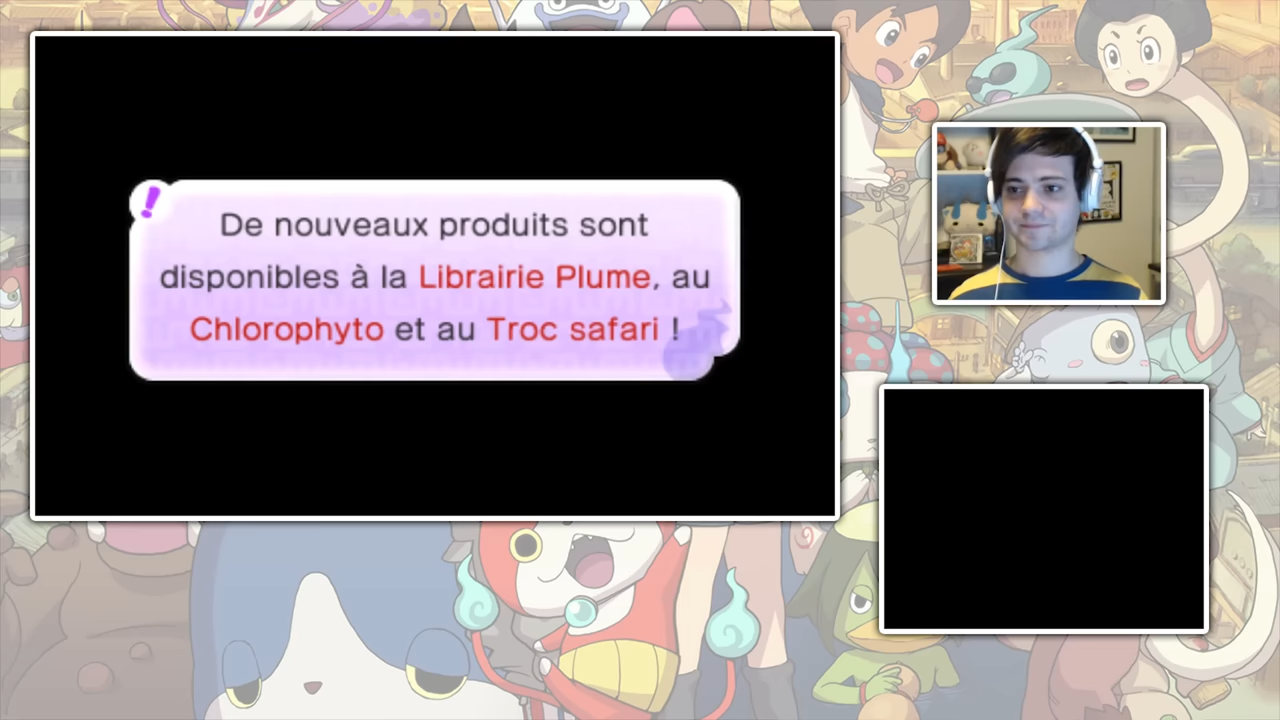 De nouveaux produits sont
disponibles à la Librairie Plume, au
Chlorophyto et au Troc safari !